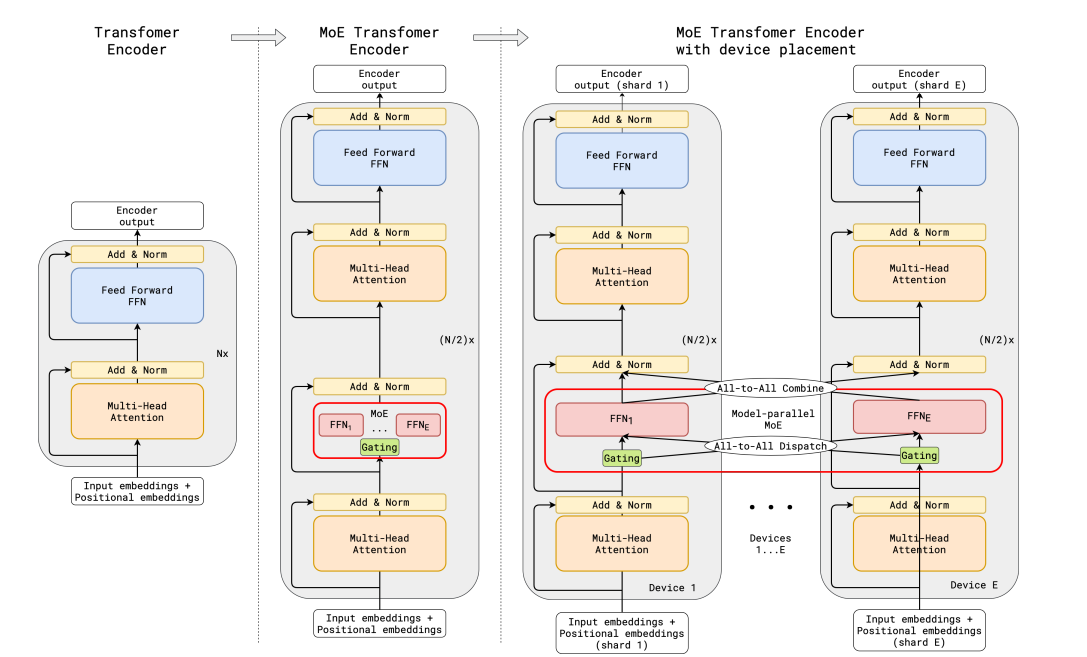 Transfomer
Encoder
Encoder
output
Add & Norm
Feed Forward
FFN
Nx
Add & Norm
Multi-Head
Attention
Input embeddings +
Positional embeddings
MoE Transfomer
Encoder
Encoder
output
Add & Norm
Feed Forward
FFN
Add & Norm
Multi-Head
Attention
(N/2)x
Add & Norm
MoE
FFN1
...
FFNE
Gating
Add & Norm
Multi-Head
Attention
Input embeddings +
Positional embeddings
MoE Transfomer Encoder
with device placement
Encoder
output (shard 1)
Add & Norm
Feed Forward
FFN
Add & Norm
Multi-Head
Attention
(N/2)x
Add & Norm
FFN1
Gating
Add & Norm
Multi-Head
Attention
Device 1
Input embeddings +
Positional embeddings
(shard 1)
All-to-All Combine
Model-parallel
MoE
All-to-All Dispatch
• • •
Devices
1...E
Encoder
output (shard E)
Add & Norm
Feed Forward
FFN
Add & Norm
Multi-Head
Attention
(N/2)x
Add & Norm
FFNE
Gating
Add & Norm
Multi-Head
Attention
Device E
Input embeddings +
Positional embeddings
(shard E)